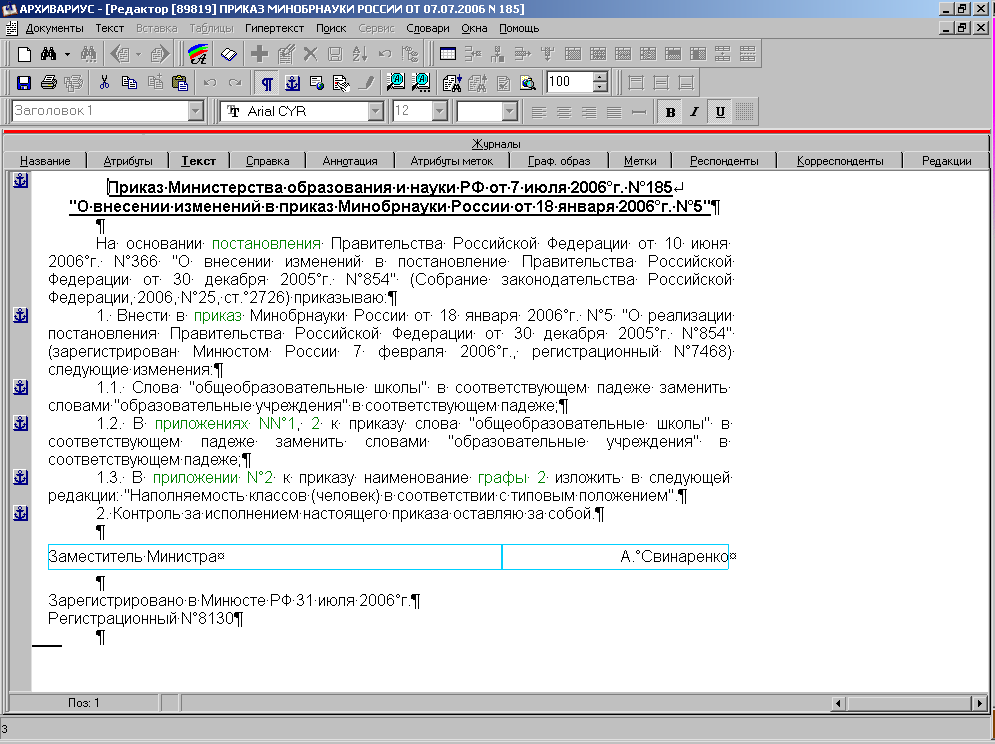 АРХИВАРИУС - [Редактор [89819] ПРИКАЗ МИНОБРНАУКИ РОССИИ ОТ 07.07.2006 N 185]
Документы Текст Вставка Таблицы Гипертекст Поиск Сервис Словари Окна Помощь
100
Заголовок 1 Arial CYR 12 B I U
Журналы
Название Атрибуты Текст Справка Аннотация Атрибуты меток Граф. образ Метки Респонденты Корреспонденты Редакции
Приказ·Министерства·образования·и·науки·РФ·от·7·июля·2006°г.·N°185↵
"О·внесении·изменений·в·приказ·Минобрнауки·России·от·18·января·2006°г.·N°5"¶
¶
На· основании· постановления· Правительства· Российской· Федерации· от· 10· июня·
2006°г.· N°366· "О· внесении· изменений· в· постановление· Правительства· Российской·
Федерации· от· 30· декабря· 2005°г.· N°854"· (Собрание· законодательства· Российской·
Федерации,·2006,·N°25,·ст.°2726)·приказываю:¶
1.· Внести· в· приказ· Минобрнауки· России· от· 18· января· 2006°г.· N°5· "О· реализации·
постановления· Правительства· Российской· Федерации· от· 30· декабря· 2005°г.· N°854"·
(зарегистрирован· Минюстом· России· 7· февраля· 2006°г.,· регистрационный· N°7468)·
следующие·изменения:¶
1.1.· Слова· "общеобразовательные· школы"· в· соответствующем· падеже· заменить·
словами·"образовательные·учреждения"·в·соответствующем·падеже;¶
1.2.· В· приложениях· NN°1,· 2· к· приказу· слова· "общеобразовательные· школы"· в·
соответствующем· падеже· заменить· словами· "образовательные· учреждения"· в·
соответствующем·падеже;¶
1.3.· В· приложении· N°2· к· приказу· наименование· графы· 2· изложить· в· следующей·
редакции:·"Наполняемость·классов·(человек)·в·соответствии·с·типовым·положением".¶
2.·Контроль·за·исполнением·настоящего·приказа·оставляю·за·собой.¶
¶
Заместитель·Министра¤ А.°Свинаренко¤
¶
Зарегистрировано·в·Минюсте·РФ·31·июля·2006°г.¶
Регистрационный·N°8130¶
¶
Поз: 1
3